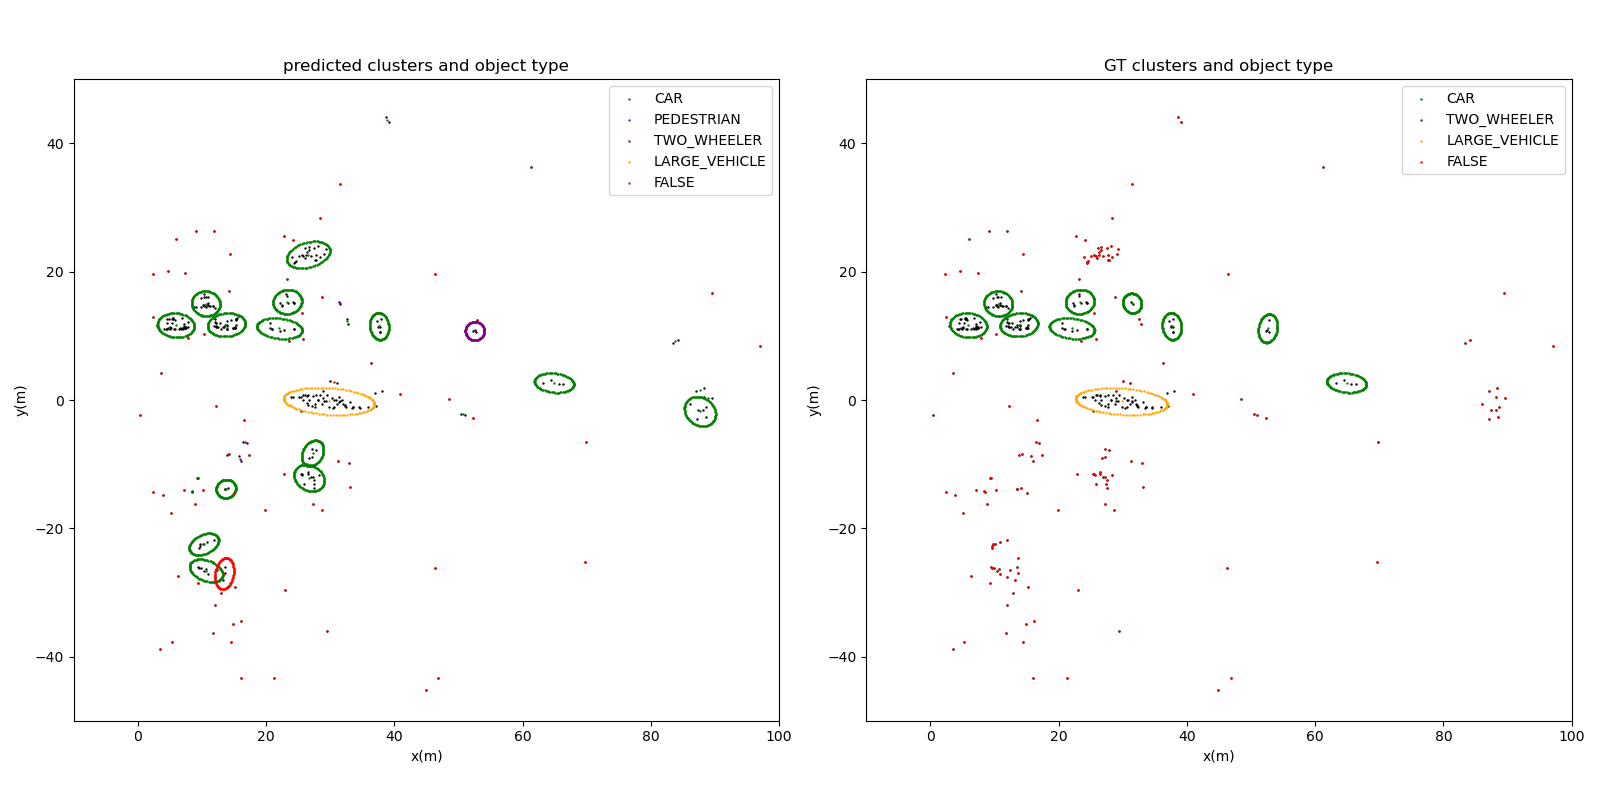 predicted clusters and object type
CAR
PEDESTRIAN
TWO_WHEELER
LARGE_VEHICLE
FALSE
40
20
0
−20
−40
y(m)
0
20
40
60
80
100
x(m)
GT clusters and object type
CAR
TWO_WHEELER
LARGE_VEHICLE
FALSE
40
20
0
−20
−40
y(m)
0
20
40
60
80
100
x(m)